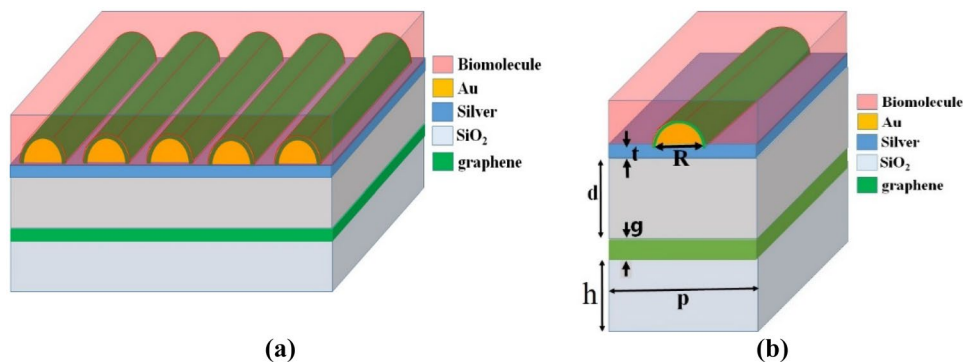 Biomolecule
Au
Silver
SiO₂
graphene
(a)
Biomolecule
Au
Silver
SiO₂
graphene
t
R
d
g
h
p
(b)